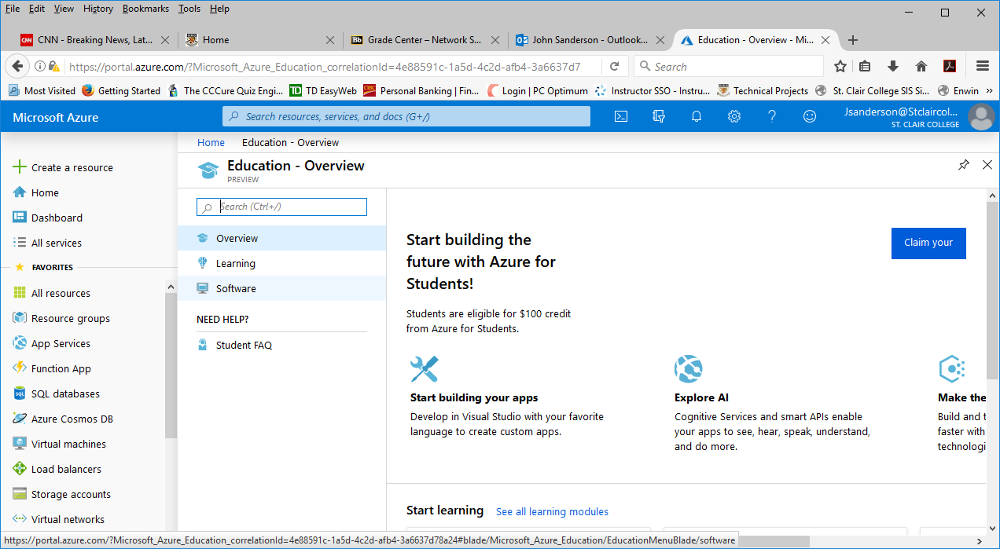 File Edit View History Bookmarks Tools Help
CNN - Breaking News, Lat... Home Bb Grade Center – Network S... John Sanderson - Outlook... Education - Overview - Mi...
https://portal.azure.com/?Microsoft_Azure_Education_correlationId=4e88591c-1a5d-4c2d-afb4-3a6637d7 Search
Most Visited Getting Started The CCCure Quiz Engi... TD TD EasyWeb CIBC Personal Banking | Fin... Login | PC Optimum Instructor SSO - Instru... Technical Projects St. Clair College SIS Si... Enwin »
Microsoft Azure
Search resources, services, and docs (G+/)
Jsanderson@Stclaircol...
ST. CLAIR COLLEGE
Create a resource
Home
Dashboard
All services
FAVORITES
All resources
Resource groups
App Services
Function App
SQL databases
Azure Cosmos DB
Virtual machines
Load balancers
Storage accounts
Virtual networks
Home Education - Overview
Education - Overview
PREVIEW
Search (Ctrl+/)
Overview
Learning
Software
NEED HELP?
Student FAQ
Start building the
future with Azure for
Students!
Claim your
Students are eligible for $100 credit
from Azure for Students.
Start building your apps
Develop in Visual Studio with your favorite
language to create custom apps.
Explore AI
Cognitive Services and smart APIs enable
your apps to see, hear, speak, understand,
and do more.
Make the
Build and t
faster with
technologi
Start learning See all learning modules
https://portal.azure.com/?Microsoft_Azure_Education_correlationId=4e88591c-1a5d-4c2d-afb4-3a6637d78a24#blade/Microsoft_Azure_Education/EducationMenuBlade/software